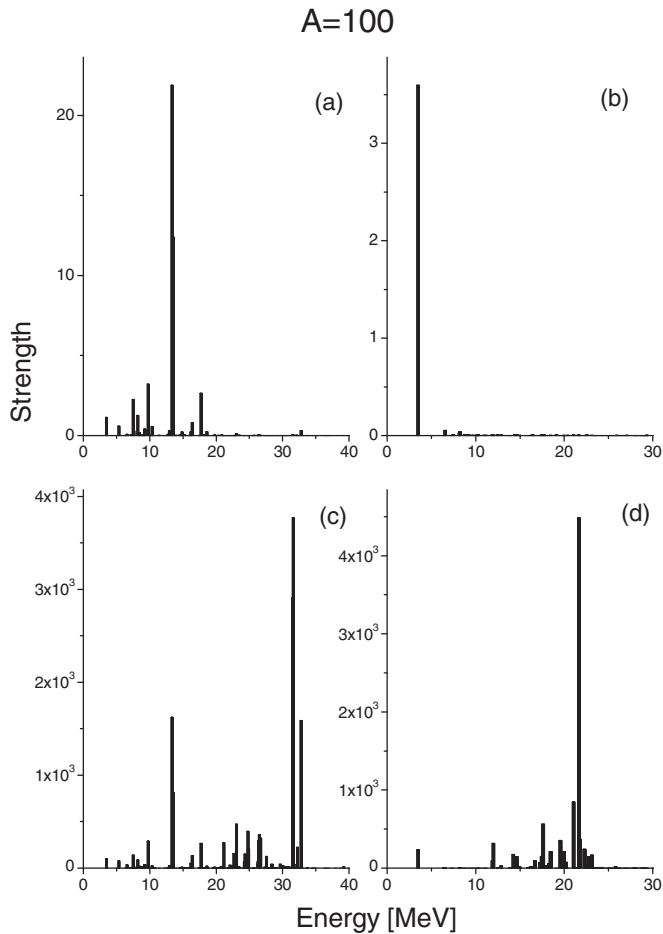 A=100
(a)
(b)
20
10
0
3
2
1
0
0 10 20 30 40
0 10 20 30
Strength
(c)
(d)
4x10³
3x10³
2x10³
1x10³
0
4x10³
3x10³
2x10³
1x10³
0
0 10 20 30 40
0 10 20 30
Energy [MeV]